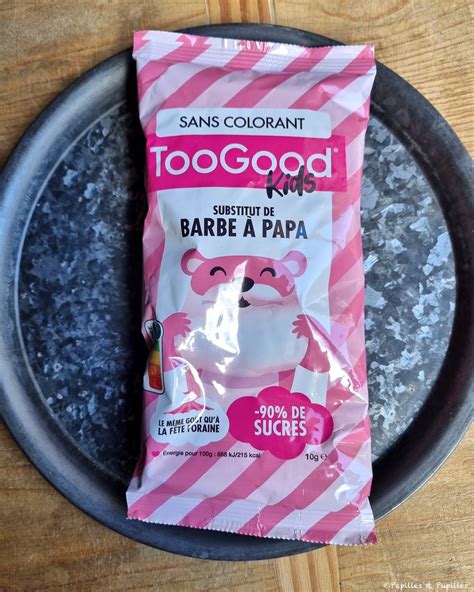 SANS COLORANT
TooGood®
Kids
SUBSTITUT DE
BARBE À PAPA
LE MÊME GOÛT QU'À
LA FÊTE FORAINE
-90% DE
SUCRES
Énergie pour 100g : 888 kJ/215 kcal
10g ℮
©Papilles & Pupilles